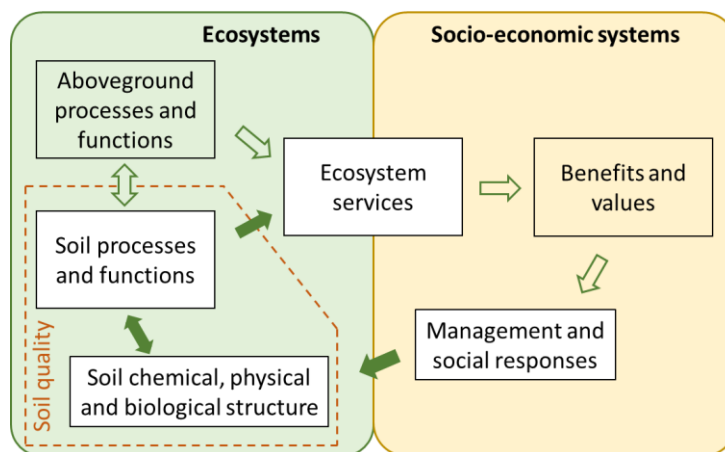 Ecosystems
Socio-economic systems
Aboveground
processes and
functions
Ecosystem
services
Benefits and
values
Soil processes
and functions
Management and
social responses
Soil chemical, physical
and biological structure
Soil quality